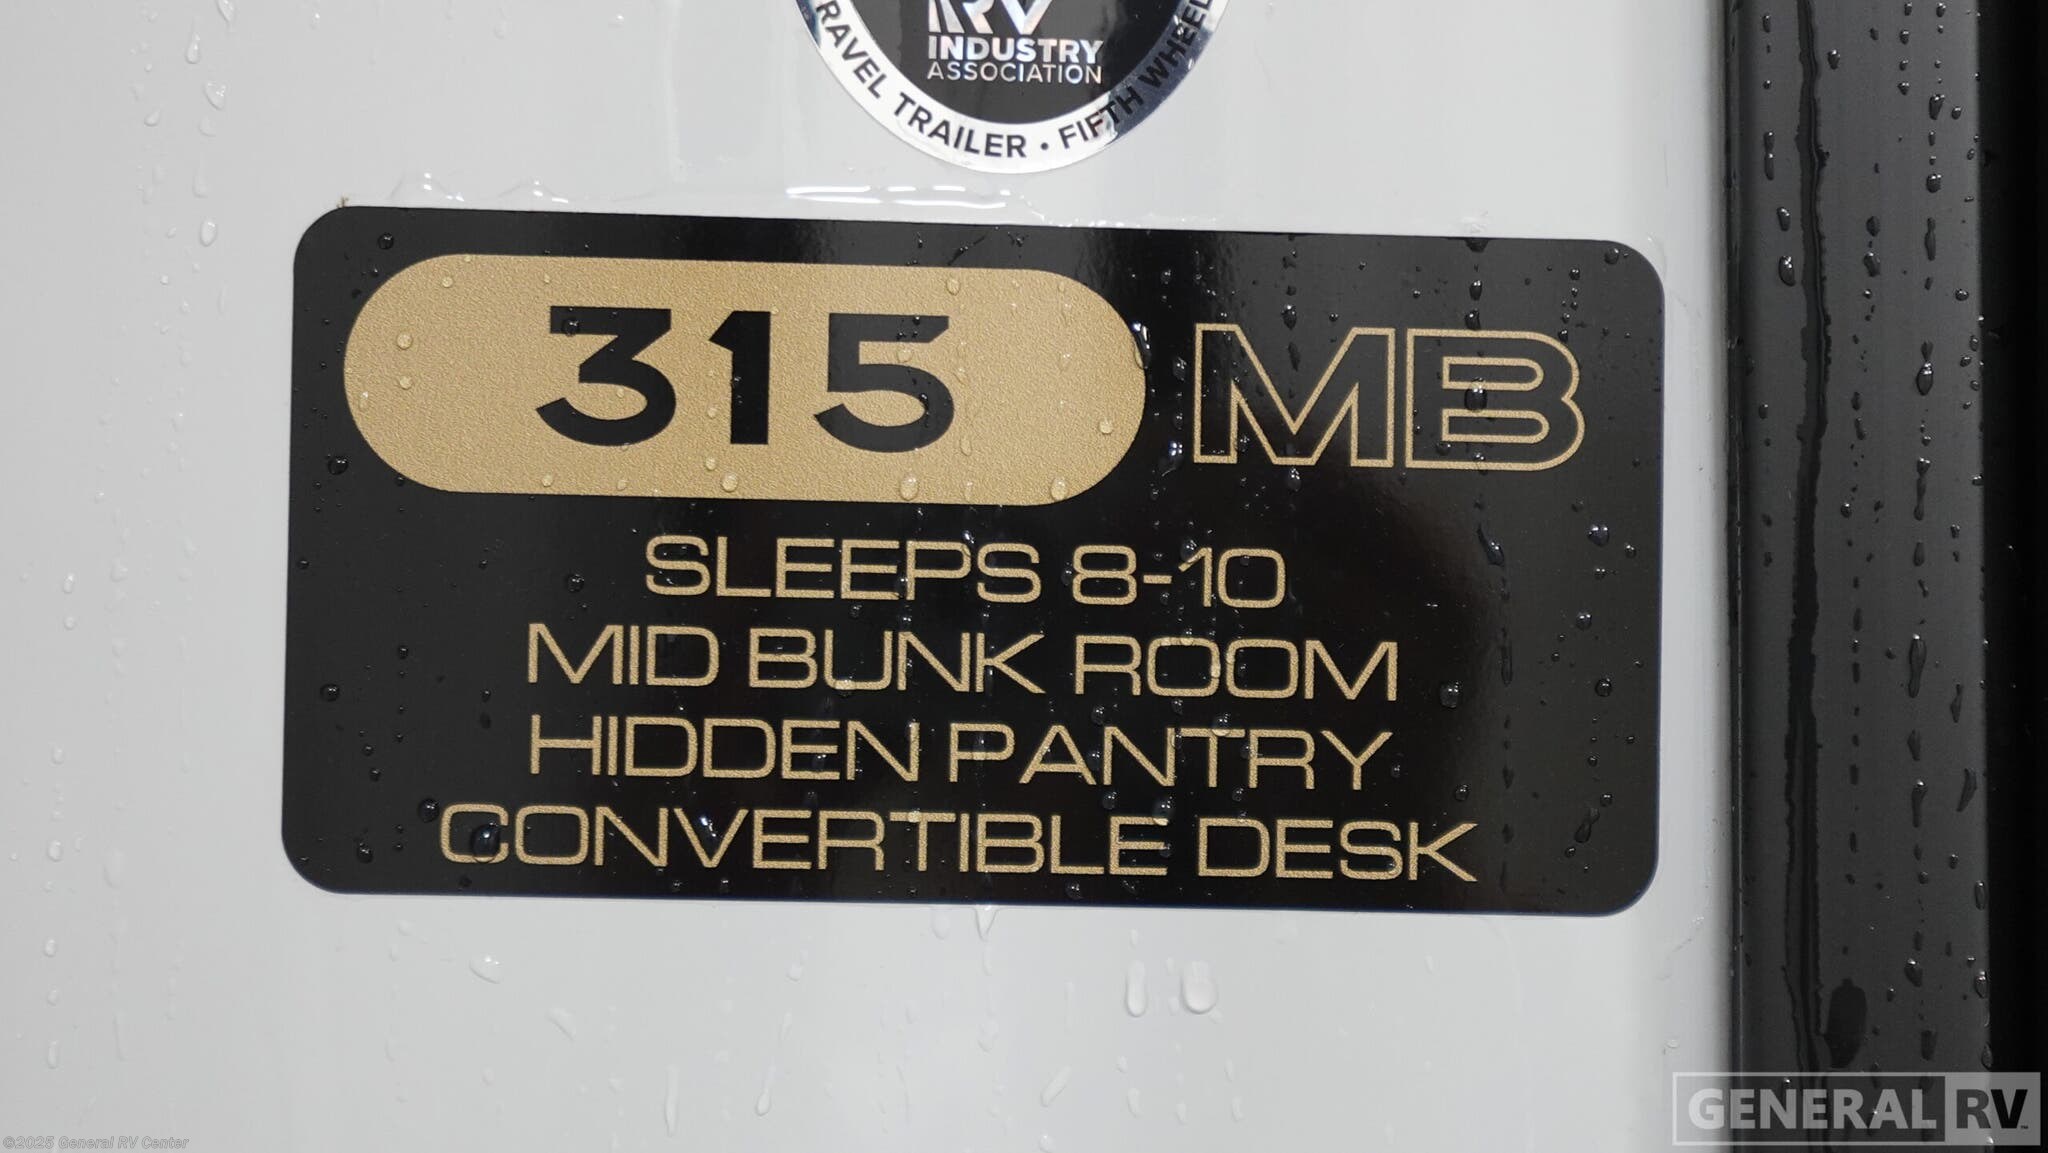 RV
INDUSTRY
ASSOCIATION
TRAILER • FIFTH WHEEL
315 MB
SLEEPS 8-10
MID BUNK ROOM
HIDDEN PANTRY
CONVERTIBLE DESK
GENERAL RV
©2025 General RV Center